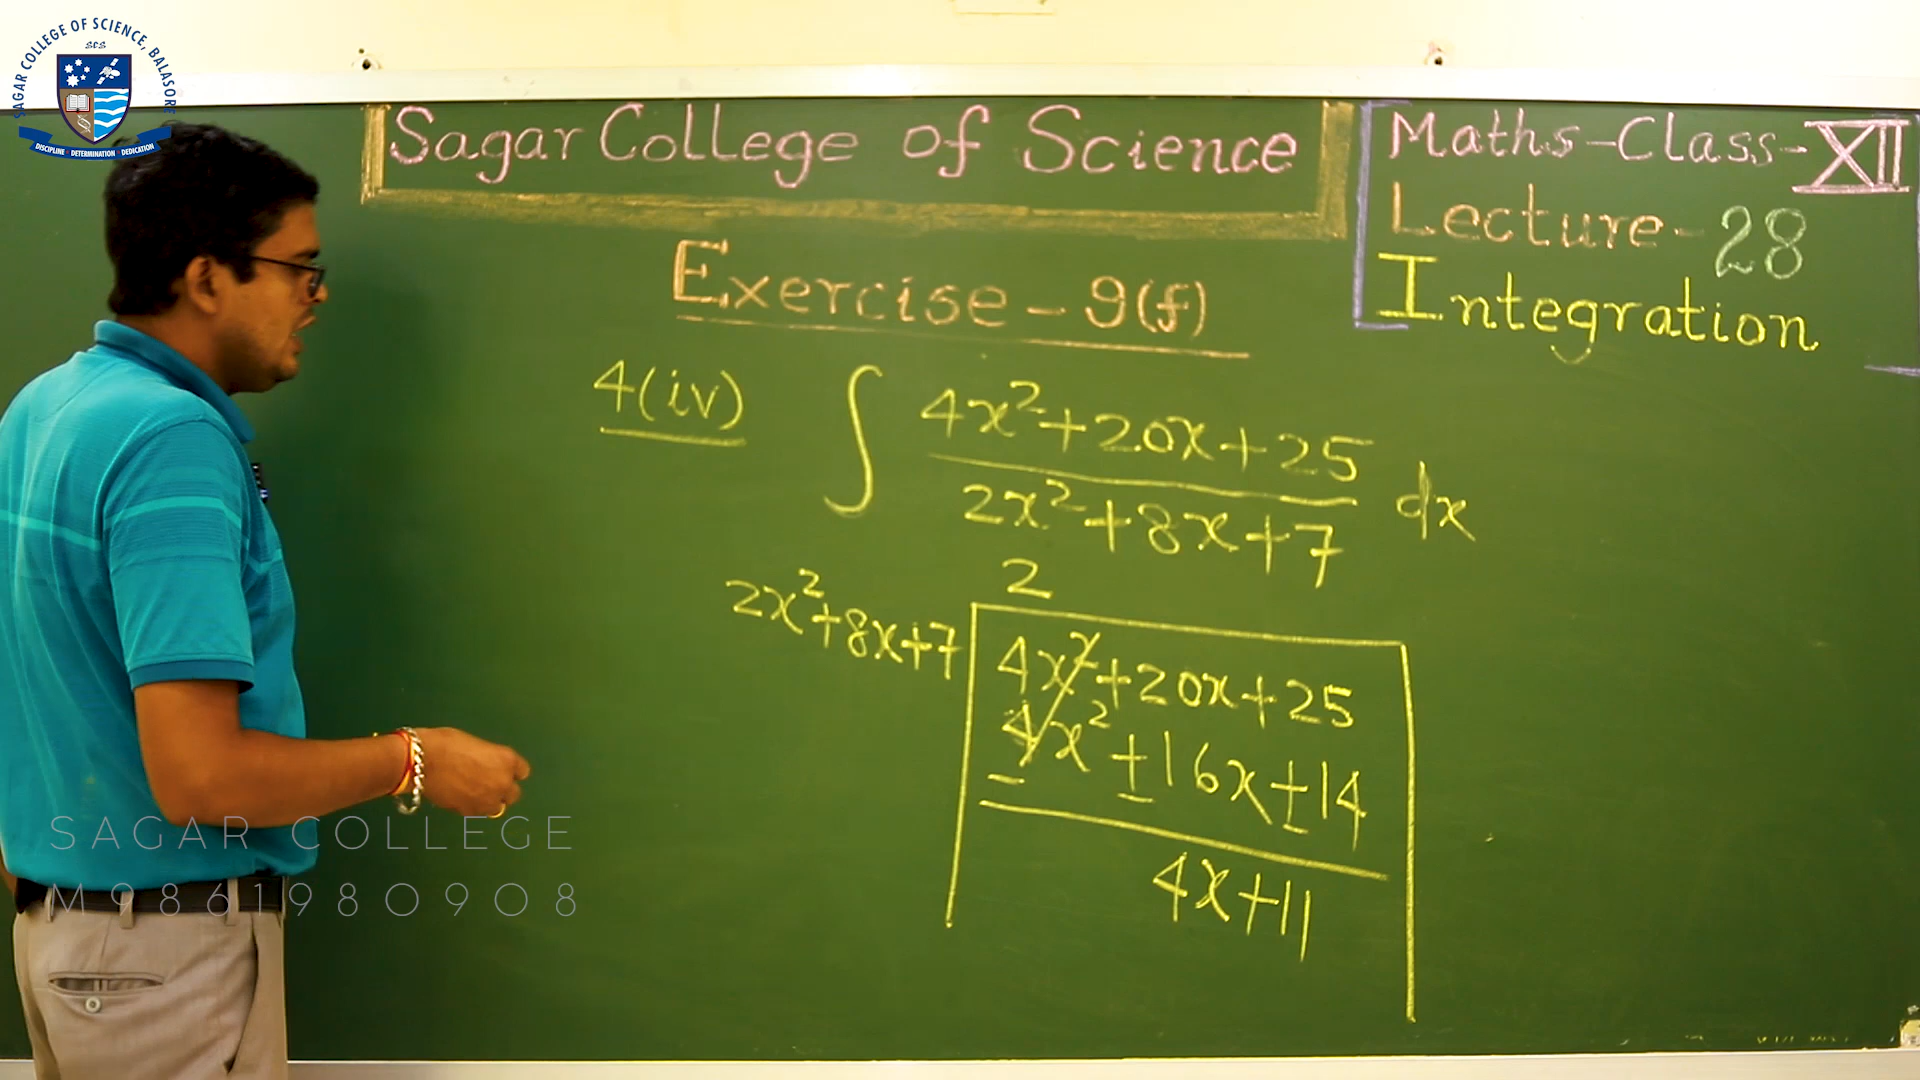 SAGAR COLLEGE OF SCIENCE, BALASORE
SCS
DISCIPLINE DETERMINATION DEDICATION
Sagar College of Science
Maths-Class-XII
Lecture-28
Integration
Exercise-9(f)
4(iv) ∫ (4x²+20x+25)/(2x²+8x+7) dx
2
2x²+8x+7 4x²+20x+25
4x²±16x±14
4x+11
SAGAR COLLEGE
M9861980908